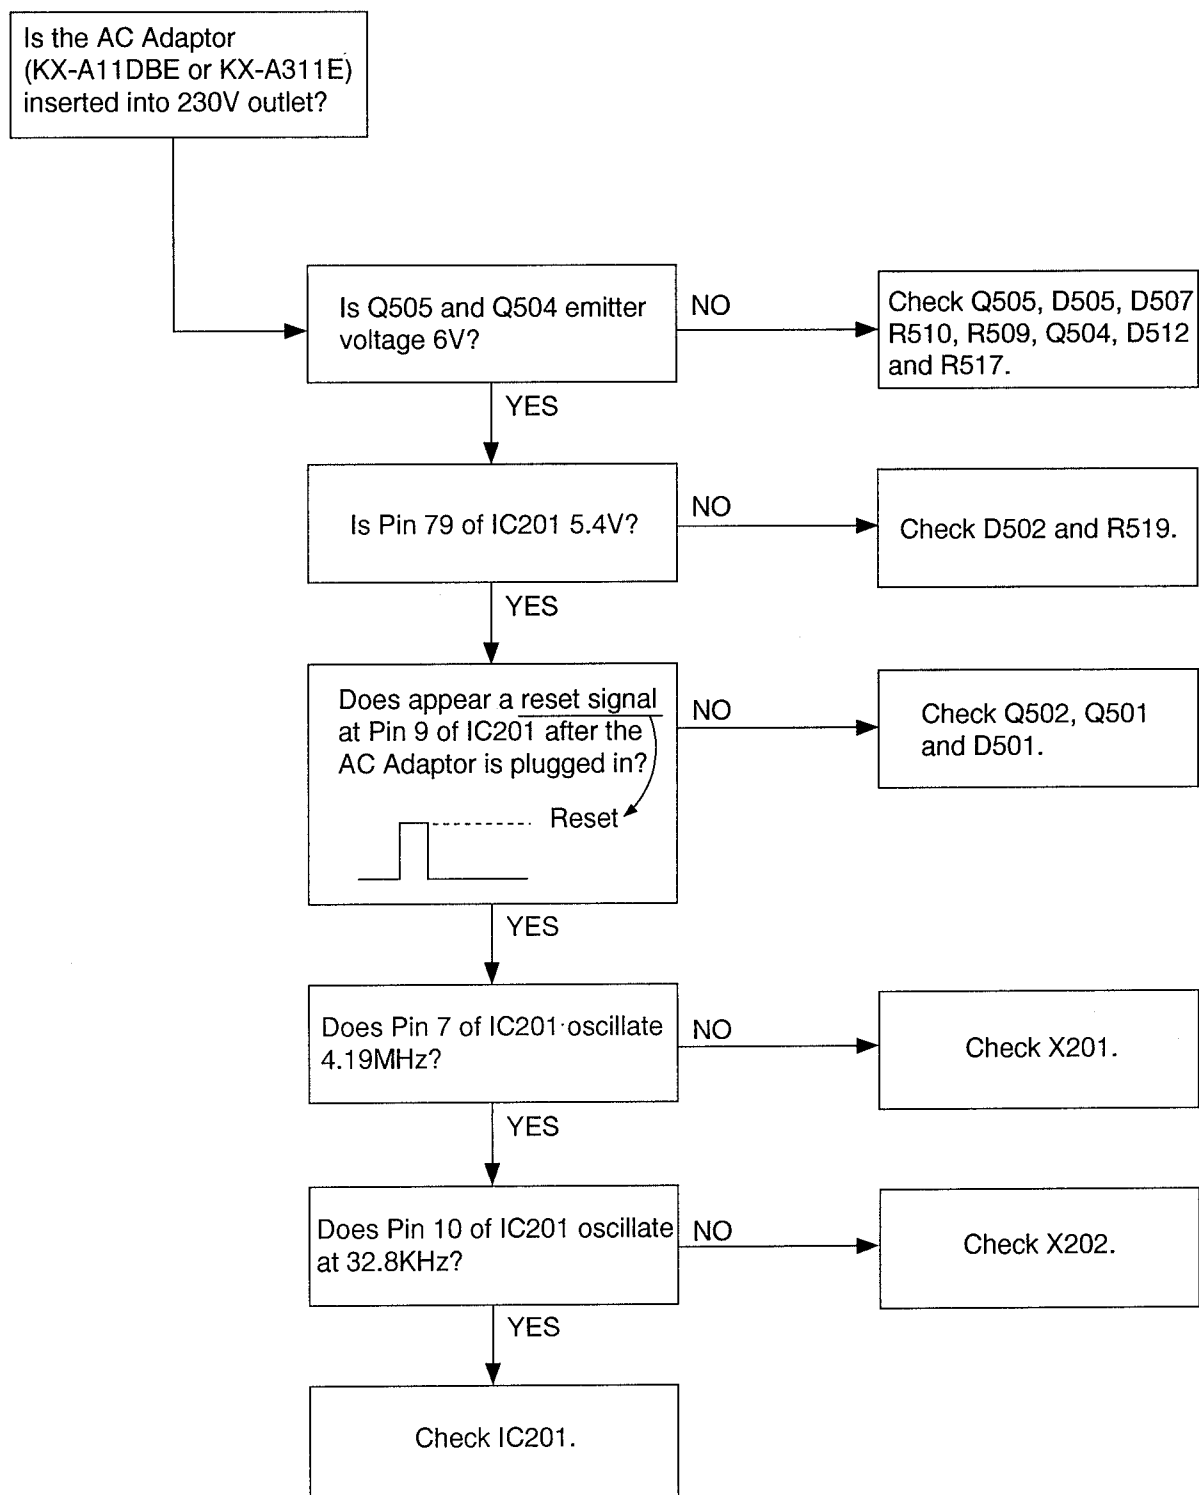 Is the AC Adaptor
(KX-A11DBE or KX-A311E)
inserted into 230V outlet?
Is Q505 and Q504 emitter
voltage 6V?
NO
Check Q505, D505, D507
R510, R509, Q504, D512
and R517.
YES
Is Pin 79 of IC201 5.4V?
NO
Check D502 and R519.
YES
Does appear a reset signal
at Pin 9 of IC201 after the
AC Adaptor is plugged in?
Reset
NO
Check Q502, Q501
and D501.
YES
Does Pin 7 of IC201 oscillate
4.19MHz?
NO
Check X201.
YES
Does Pin 10 of IC201 oscillate
at 32.8KHz?
NO
Check X202.
YES
Check IC201.